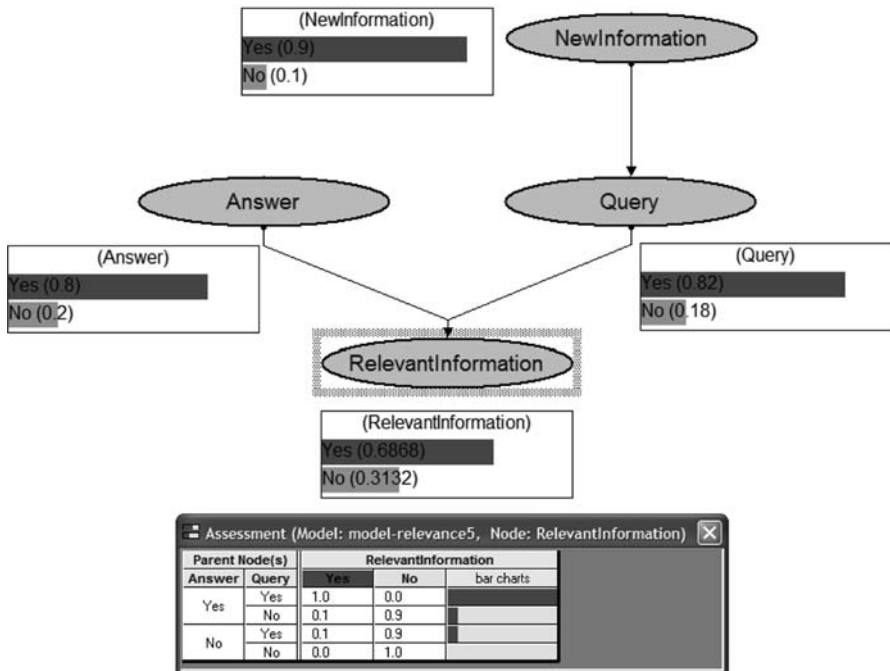 (NewInformation)
Yes (0.9)
No (0.1)
NewInformation
Answer
Query
(Answer)
Yes (0.8)
No (0.2)
(Query)
Yes (0.82)
No (0.18)
RelevantInformation
(RelevantInformation)
Yes (0.6868)
No (0.3132)
Assessment (Model: model-relevance5, Node: RelevantInformation)
Parent Node(s) RelevantInformation
Answer Query Yes No bar charts
Yes Yes 1.0 0.0
No 0.1 0.9
No Yes 0.1 0.9
No 0.0 1.0